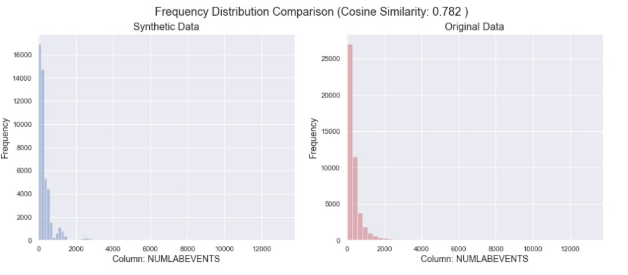 Frequency Distribution Comparison (Cosine Similarity: 0.782 )
Synthetic Data
Original Data
16000
14000
12000
10000
8000
6000
4000
2000
0
Frequency
0 2000 4000 6000 8000 10000 12000
Column: NUMLABEVENTS
25000
20000
15000
10000
5000
0
Frequency
0 2000 4000 6000 8000 10000 12000
Column: NUMLABEVENTS